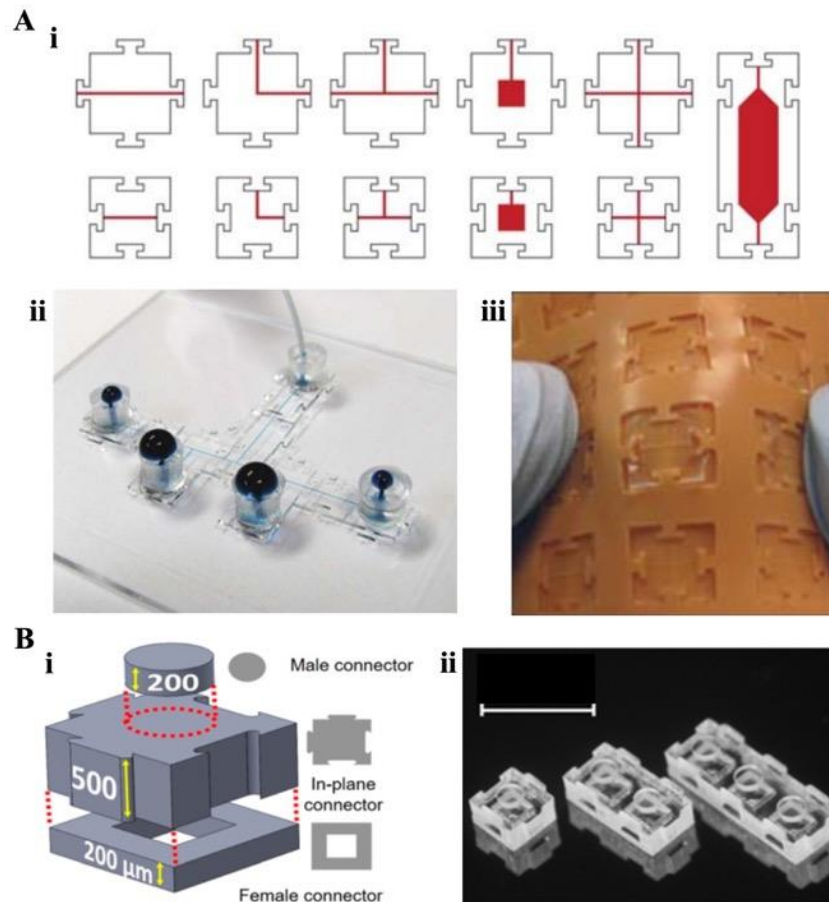 A
i
ii
iii
B
i
200
Male connector
500
In-plane
connector
200 µm
Female connector
ii